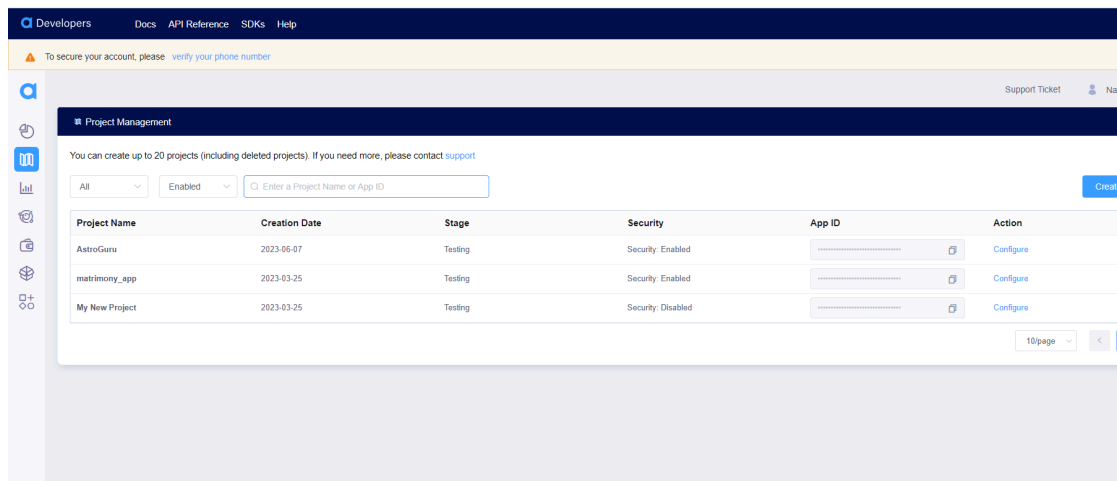 Developers Docs API Reference SDKs Help
To secure your account, please verify your phone number
Support Ticket Na
Project Management
You can create up to 20 projects (including deleted projects). If you need more, please contact support
All Enabled Enter a Project Name or App ID Creat
Project Name Creation Date Stage Security App ID Action
AstroGuru 2023-06-07 Testing Security: Enabled Configure
matrimony_app 2023-03-25 Testing Security: Enabled Configure
My New Project 2023-03-25 Testing Security: Disabled Configure
10/page